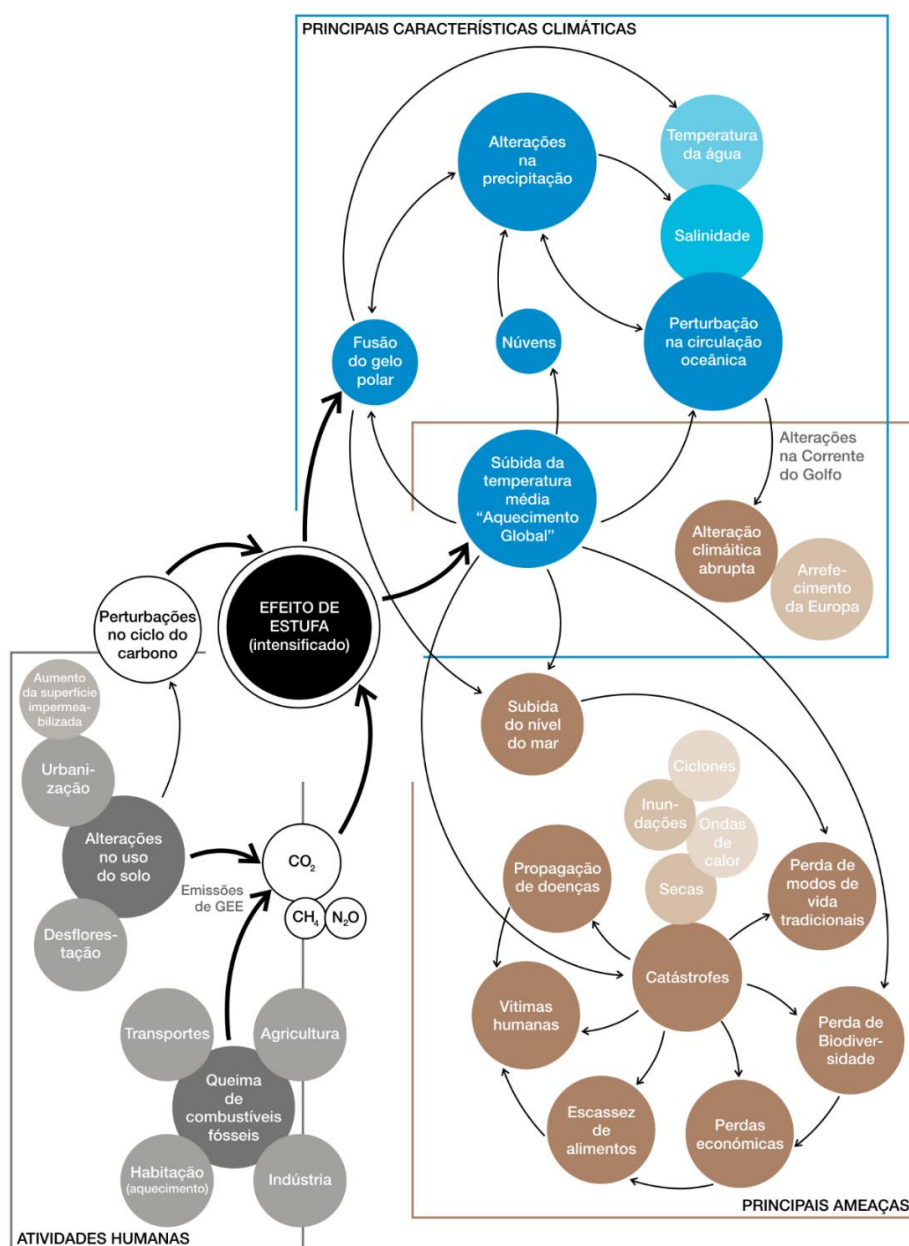 PRINCIPAIS CARACTERÍSTICAS CLIMÁTICAS
Temperatura
da água
Alterações
na
precipitação
Salinidade
Perturbação
na circulação
oceânica
Fusão
do gelo
polar
Núvens
Alterações
na Corrente
do Golfo
Súbida da
temperatura
média
“Aquecimento
Global”
Alteração
climáitica
abrupta
Arrefe-
cimento
da Europa
EFEITO DE
ESTUFA
(intensificado)
Perturbações
no ciclo do
carbono
Aumento
da superfície
impermea-
bilizada
Urbani-
zação
Alterações
no uso
do solo
Desflores-
tação
Emissões
de GEE
CO2
CH4
N2O
Transportes
Agricultura
Queima
de
combustíveis
fósseis
Habitação
(aquecimento)
Indústria
ATIVIDADES HUMANAS
Subida
do nível
do mar
Ciclones
Inun-
dações
Ondas
de
calor
Secas
Propagação
de doenças
Perda de
modos de
vida
tradicionais
Catástrofes
Vitimas
humanas
Perda de
Biodiver-
sidade
Escassez
de
alimentos
Perdas
económicas
PRINCIPAIS AMEAÇAS